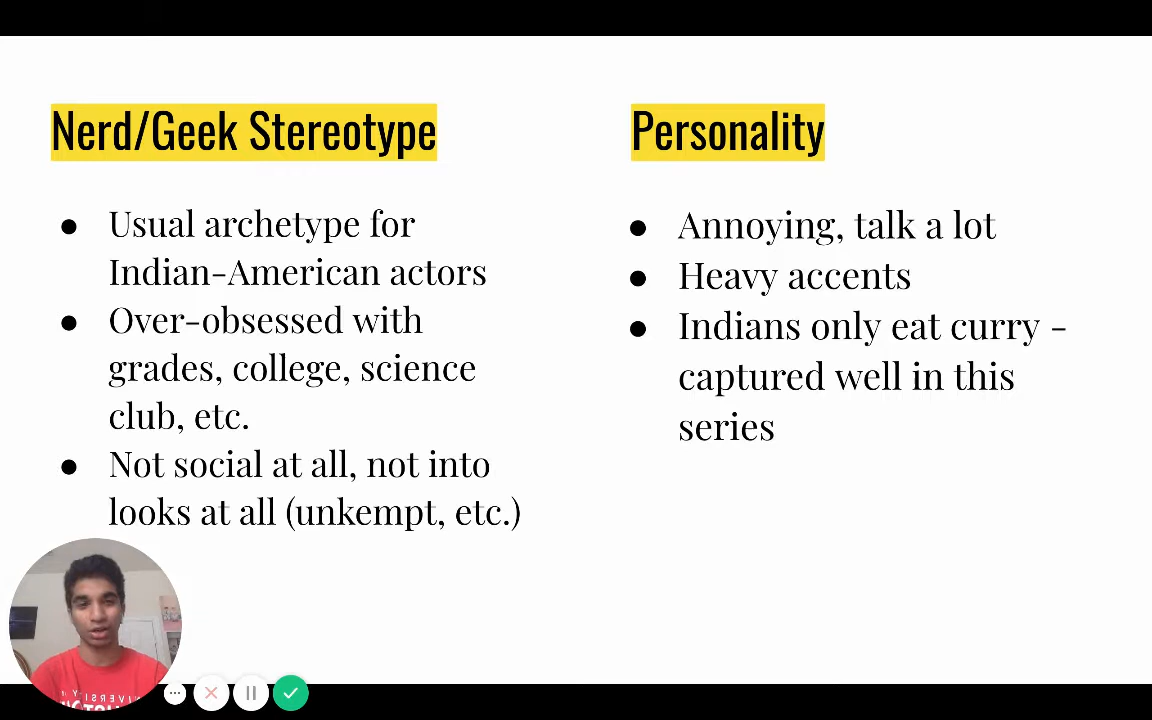 Nerd/Geek Stereotype
● Usual archetype for
Indian-American actors
● Over-obsessed with
grades, college, science
club, etc.
● Not social at all, not into
looks at all (unkempt, etc.)
Personality
● Annoying, talk a lot
● Heavy accents
● Indians only eat curry -
captured well in this
series